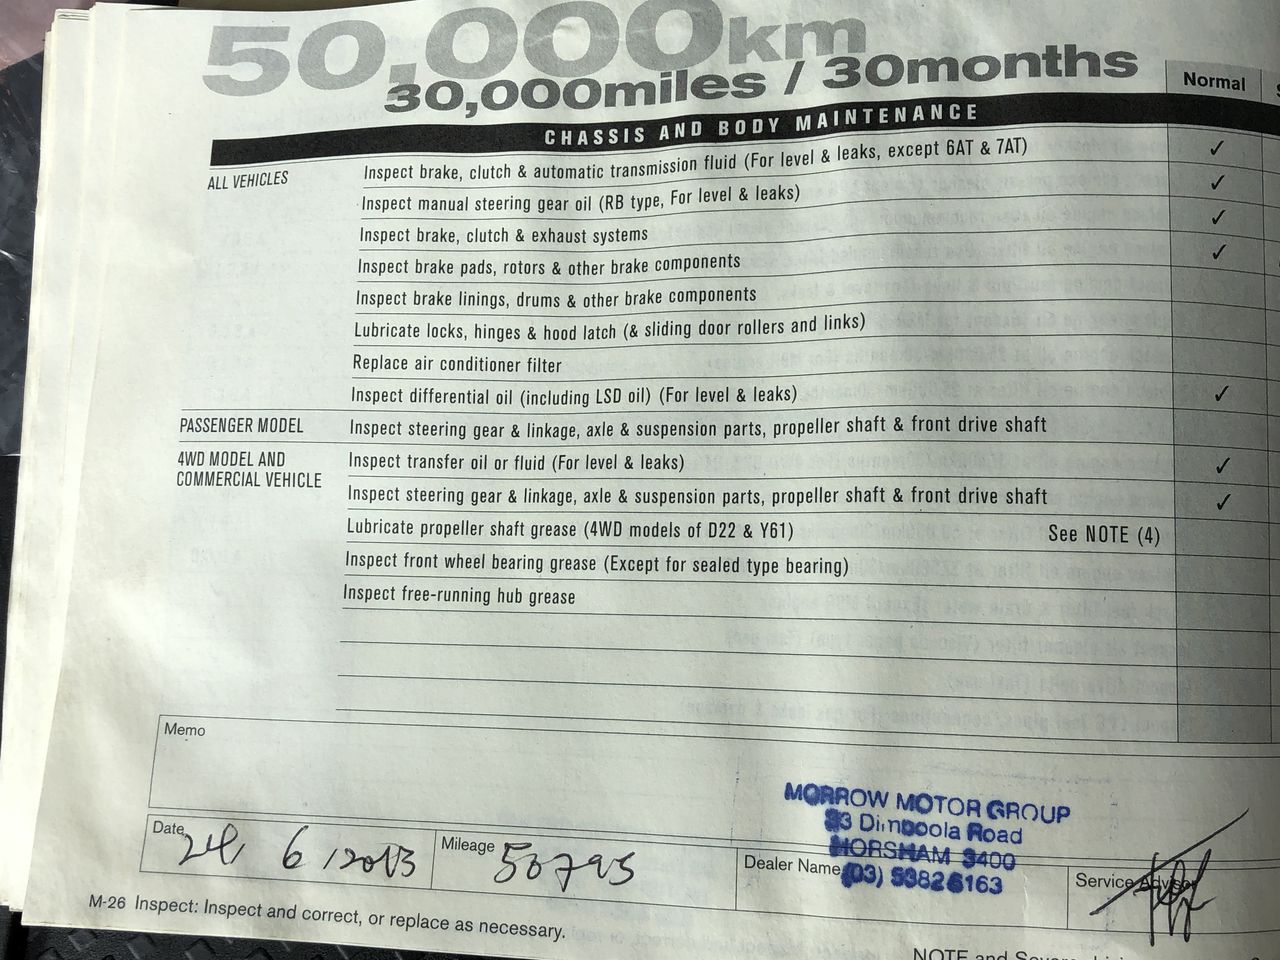 50,000km
30,000miles / 30months
Normal
CHASSIS AND BODY MAINTENANCE
ALL VEHICLES
Inspect brake, clutch & automatic transmission fluid (For level & leaks, except 6AT & 7AT) ✓
Inspect manual steering gear oil (RB type, For level & leaks) ✓
Inspect brake, clutch & exhaust systems ✓
Inspect brake pads, rotors & other brake components ✓
Inspect brake linings, drums & other brake components
Lubricate locks, hinges & hood latch (& sliding door rollers and links)
Replace air conditioner filter
Inspect differential oil (including LSD oil) (For level & leaks) ✓
PASSENGER MODEL Inspect steering gear & linkage, axle & suspension parts, propeller shaft & front drive shaft
4WD MODEL AND
COMMERCIAL VEHICLE
Inspect transfer oil or fluid (For level & leaks) ✓
Inspect steering gear & linkage, axle & suspension parts, propeller shaft & front drive shaft ✓
Lubricate propeller shaft grease (4WD models of D22 & Y61) See NOTE (4)
Inspect front wheel bearing grease (Except for sealed type bearing)
Inspect free-running hub grease
Memo
MORROW MOTOR GROUP
83 Dimboola Road
HORSHAM 3400
(03) 53826163
Date 24, 6 / 2013
Mileage 50795
Dealer Name
Service Advisor
M-26 Inspect: Inspect and correct, or replace as necessary.
NOTE and